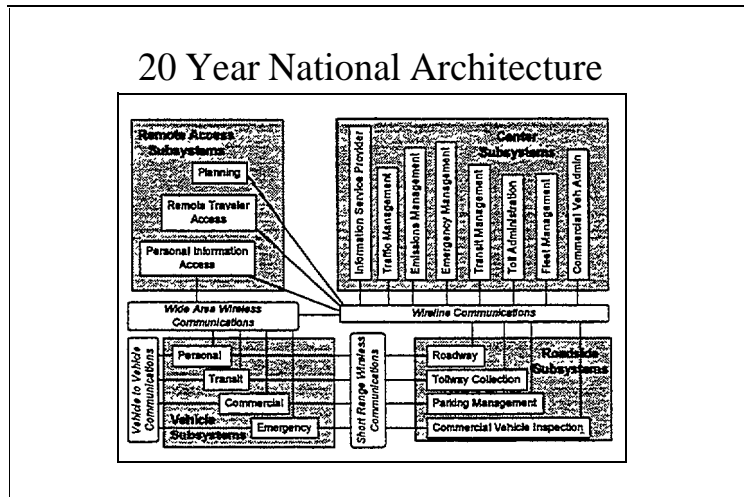 20 Year National Architecture
Remote Access
Subsystems
Planning
Remote Traveler
Access
Personal Information
Access
Center
Subsystems
Information Service Provider
Traffic Management
Emissions Management
Emergency Management
Transit Management
Toll Administration
Fleet Management
Commercial Veh Admin
Wide Area Wireless
Communications
Wireline Communications
Vehicle to Vehicle
Communications
Personal
Transit
Commercial
Emergency
Vehicle
Subsystems
Short Range Wireless
Communications
Roadway
Roadside
Subsystems
Tollway Collection
Parking Management
Commercial Vehicle Inspection